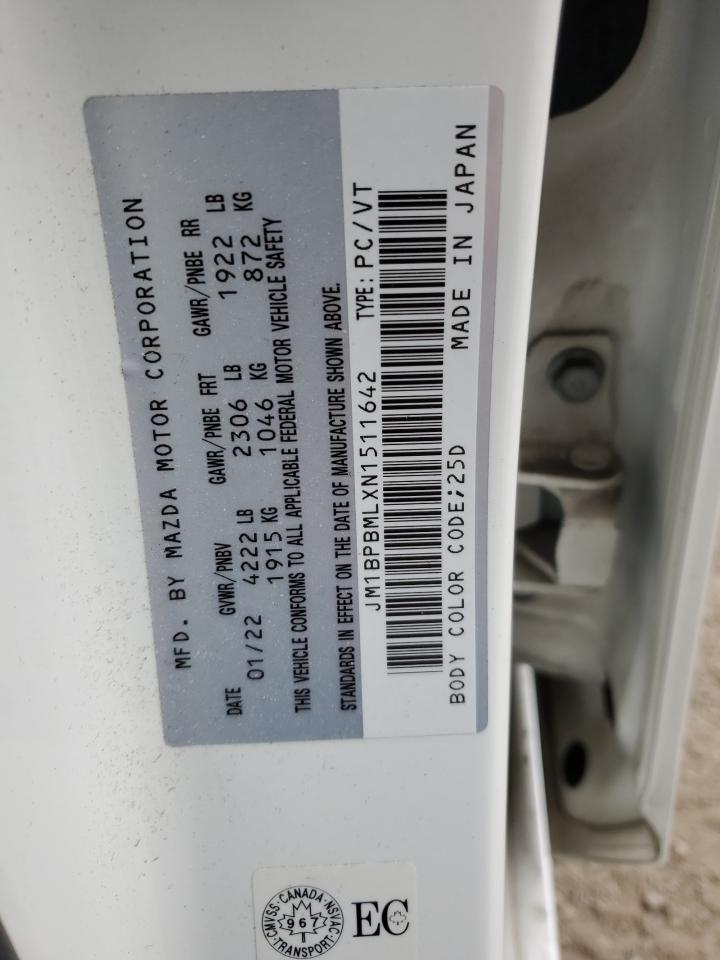 MFD. BY MAZDA MOTOR CORPORATION
DATE GVWR/PNBV GAWR/PNBE FRT GAWR/PNBE RR
01/22 4222 LB 2306 LB 1922 LB
1915 KG 1046 KG 872 KG
THIS VEHICLE CONFORMS TO ALL APPLICABLE FEDERAL MOTOR VEHICLE SAFETY
STANDARDS IN EFFECT ON THE DATE OF MANUFACTURE SHOWN ABOVE.
JM1BPBMLXN1511642 TYPE: PC/VT
BODY COLOR CODE;25D MADE IN JAPAN
CMVSS CANADA NSVAC
967
TRANSPORT
EC